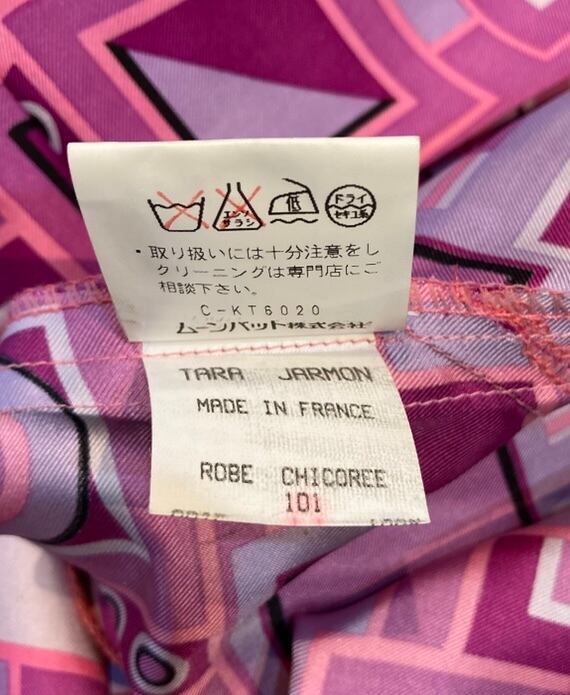 エンソ
サラシ
低
ドライ
セキユ系
・取り扱いには十分注意をし
クリーニングは専門店にご
相談下さい。
C-KT6020
ムーンバット株式会社
TARA JARMON
MADE IN FRANCE
ROBE CHICOREE
101